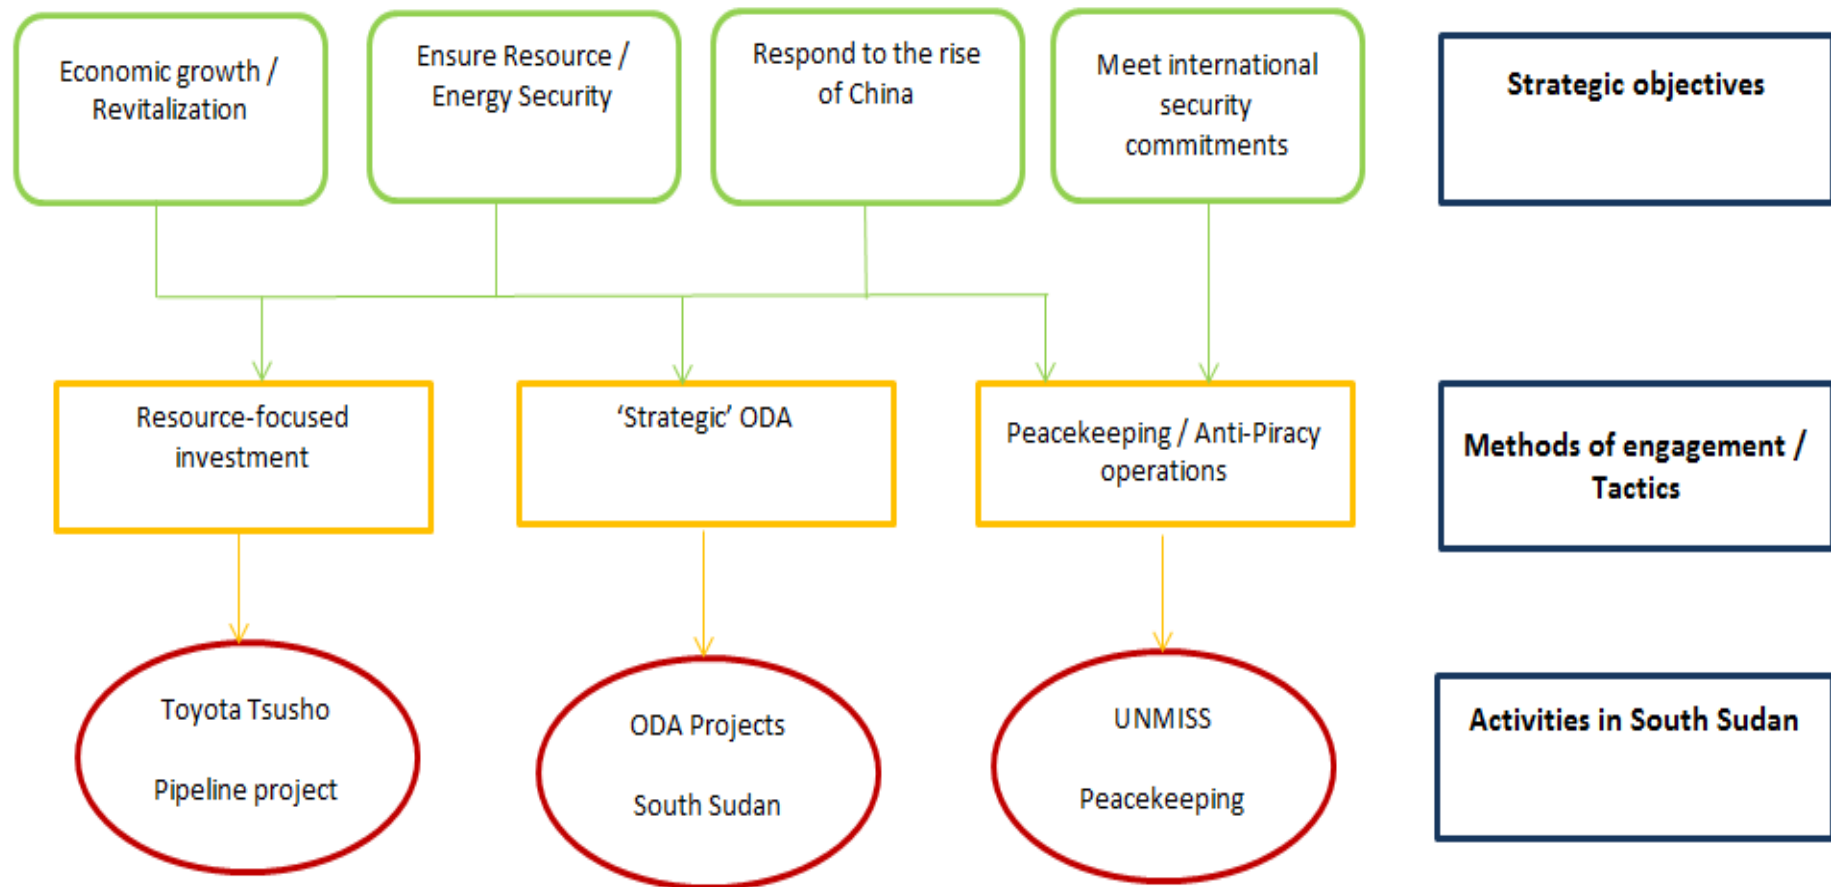 Economic growth /
Revitalization
Ensure Resource /
Energy Security
Respond to the rise
of China
Meet international
security
commitments
Strategic objectives
Resource-focused
investment
‘Strategic’ ODA
Peacekeeping / Anti-Piracy
operations
Methods of engagement /
Tactics
Toyota Tsusho
Pipeline project
ODA Projects
South Sudan
UNMISS
Peacekeeping
Activities in South Sudan